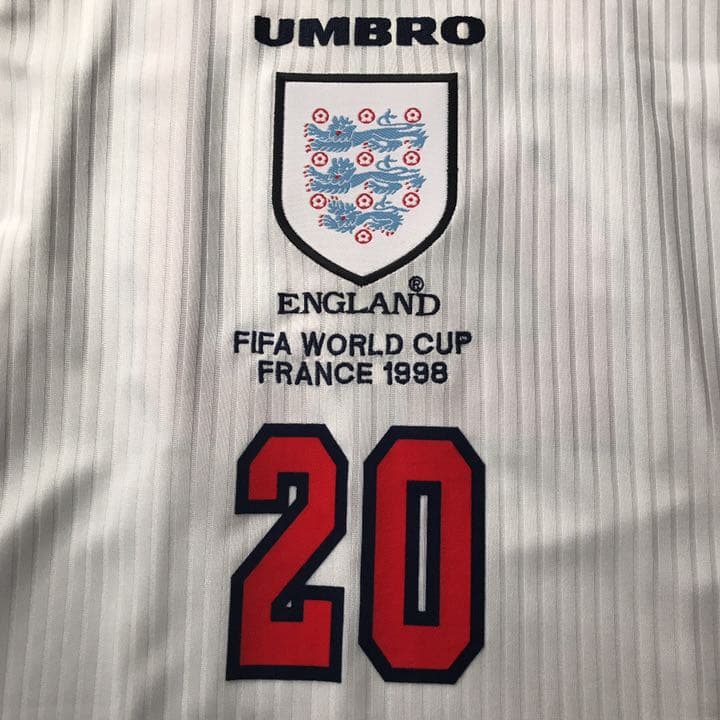 UMBRO
ENGLAND®
FIFA WORLD CUP
FRANCE 1998
20